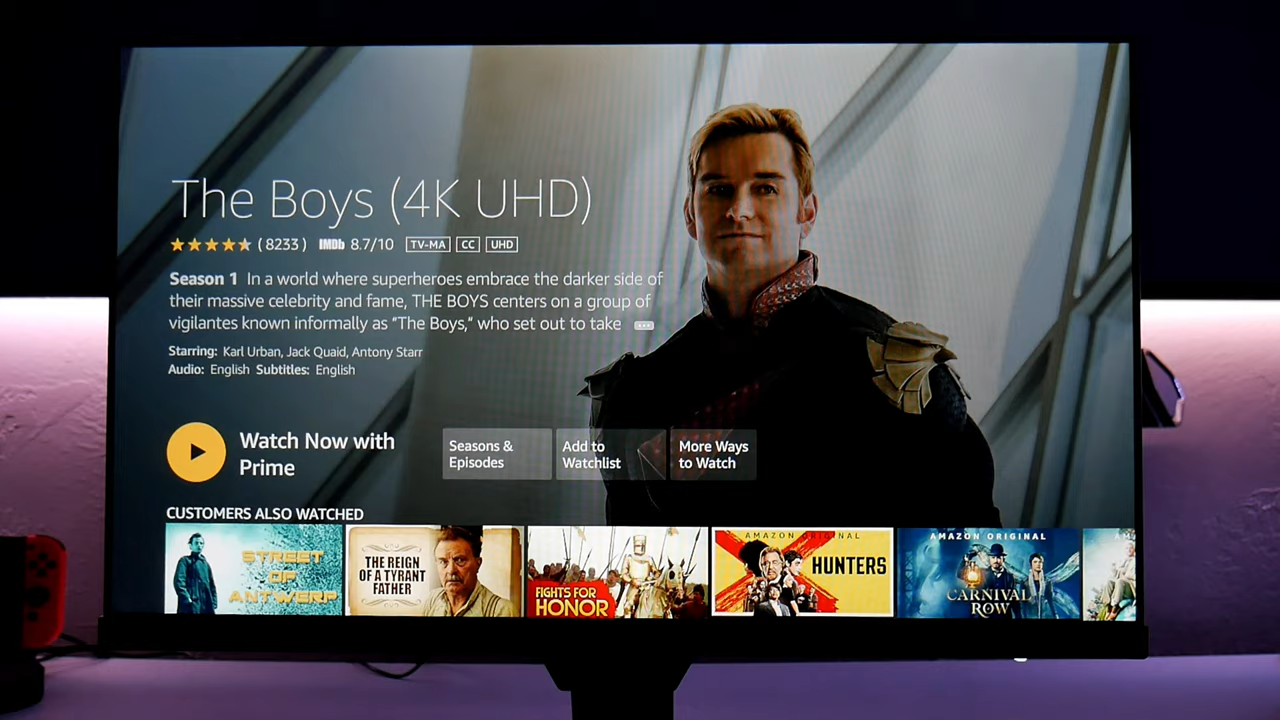 The Boys (4K UHD)
(8233) IMDb 8.7/10 TV-MA CC UHD
Season 1 In a world where superheroes embrace the darker side of
their massive celebrity and fame, THE BOYS centers on a group of
vigilantes known informally as "The Boys," who set out to take
Starring: Karl Urban, Jack Quaid, Antony Starr
Audio: English Subtitles: English
Watch Now with
Prime
Seasons &
Episodes
Add to
Watchlist
More Ways
to Watch
CUSTOMERS ALSO WATCHED
STREET
OF
ANTWERP
THE REIGN
OF A TYRANT
FATHER
FIGHTS FOR
HONOR
AMAZON ORIGINAL
HUNTERS
AMAZON ORIGINAL
CARNIVAL
ROW
AM